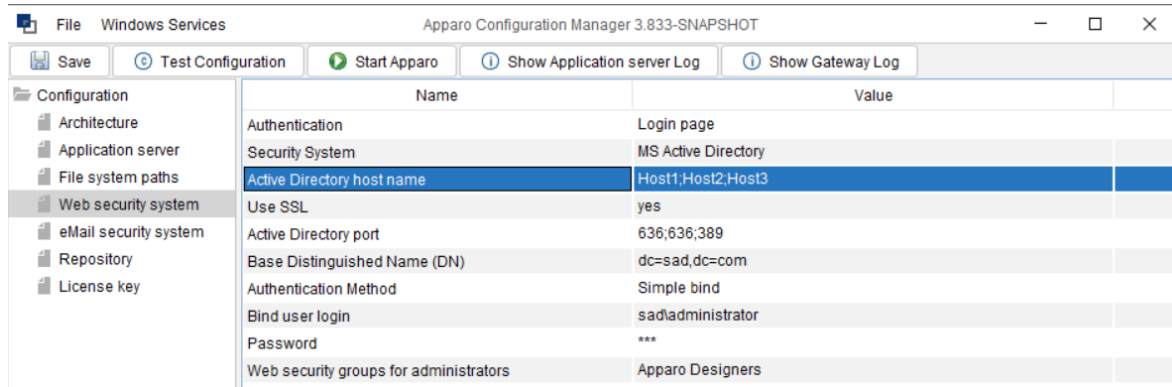 File Windows Services Apparo Configuration Manager 3.833-SNAPSHOT
Save Test Configuration Start Apparo Show Application server Log Show Gateway Log
Configuration
Architecture
Application server
File system paths
Web security system
eMail security system
Repository
License key
Name Value
Authentication Login page
Security System MS Active Directory
Active Directory host name Host1;Host2;Host3
Use SSL yes
Active Directory port 636;636;389
Base Distinguished Name (DN) dc=sad,dc=com
Authentication Method Simple bind
Bind user login sad\administrator
Password ***
Web security groups for administrators Apparo Designers